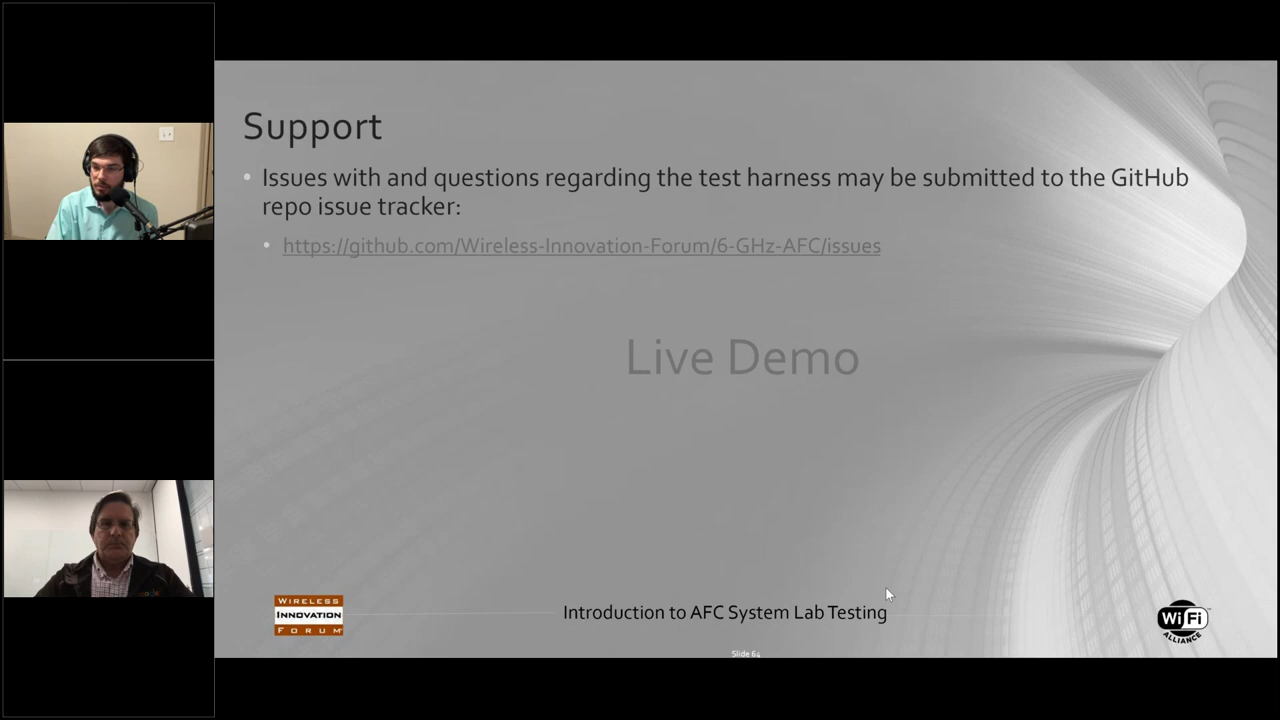 Support
• Issues with and questions regarding the test harness may be submitted to the GitHub
repo issue tracker:
• https://github.com/Wireless-Innovation-Forum/6-GHz-AFC/issues
Live Demo
WIRELESS
INNOVATION
FORUM
Introduction to AFC System Lab Testing
Wi Fi
ALLIANCE
Slide 64